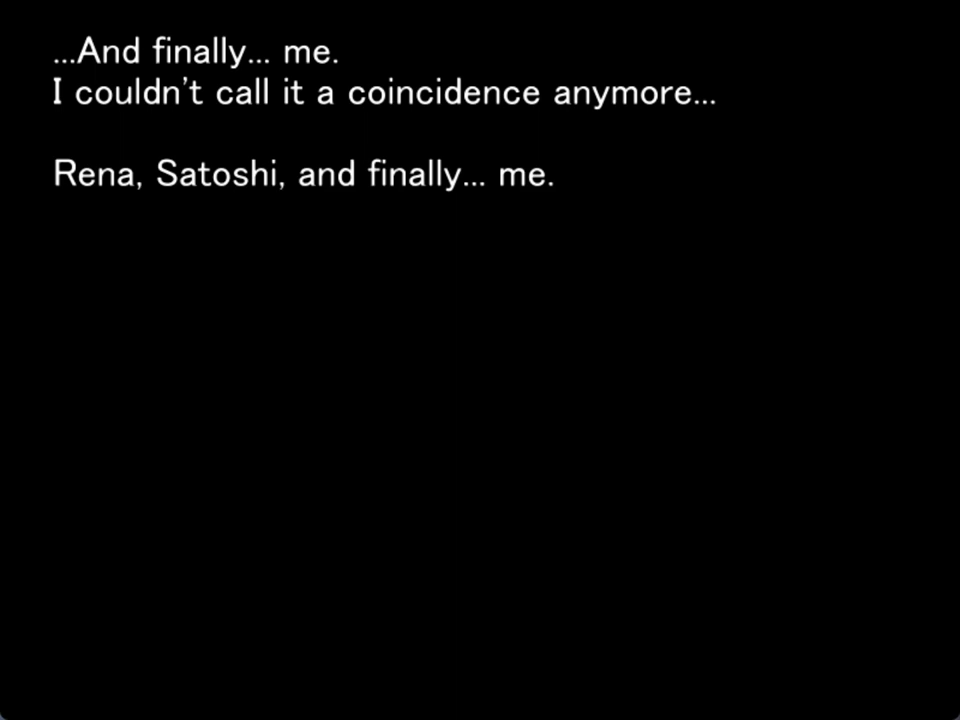 ...And finally... me.
I couldn't call it a coincidence anymore...
Rena, Satoshi, and finally... me.